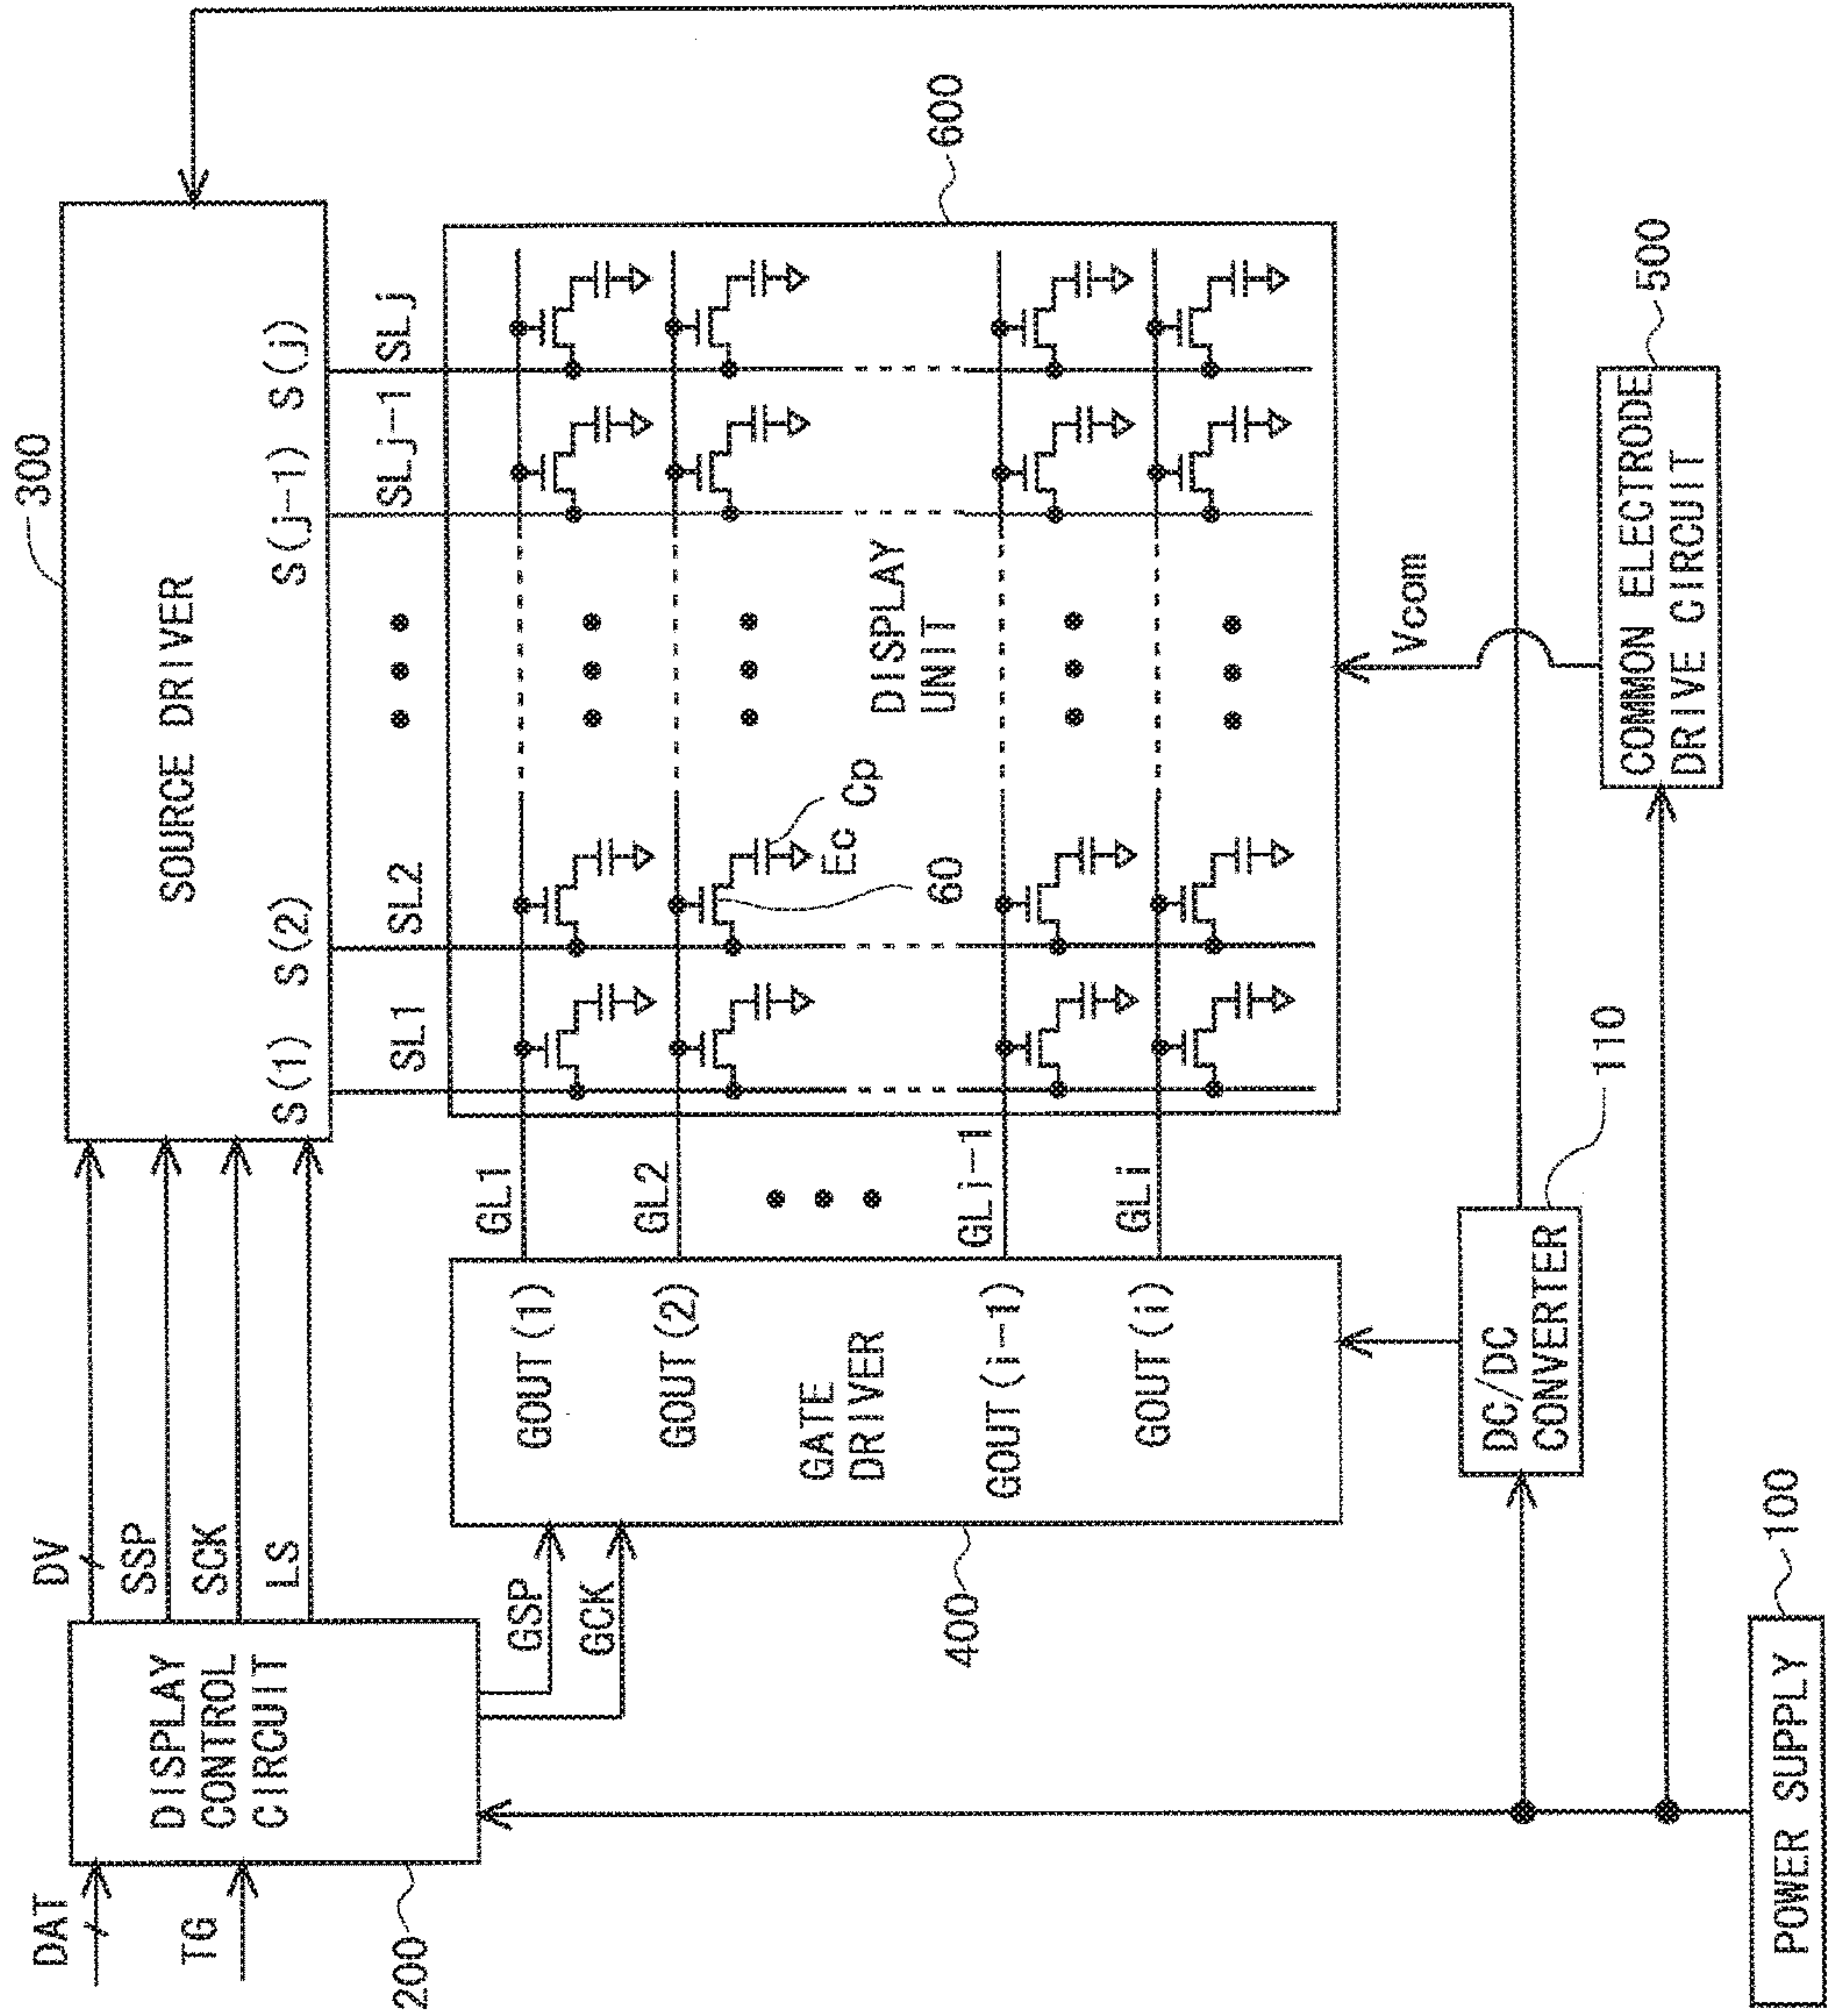 DAT
TG
200
DISPLAY
CONTROL
CIRCUIT
DV
SSP
SCK
LS
GSP
GCK
300
SOURCE DRIVER
S(1)
S(2)
S(j-1)
S(j)
SL1
SL2
SLj-1
SLj
400
GATE
DRIVER
GOUT(1)
GOUT(2)
GOUT(i-1)
GOUT(i)
GL1
GL2
GLi-1
GLi
600
DISPLAY
UNIT
Cp
Ec
60
Vcom
100
POWER SUPPLY
110
DC/DC
CONVERTER
500
COMMON ELECTRODE
DRIVE CIRCUIT